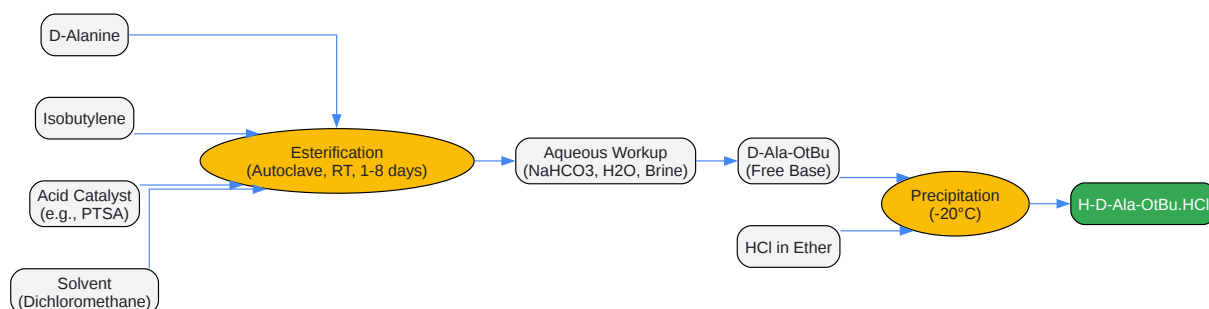 D-Alanine
Isobutylene
Acid Catalyst
(e.g., PTSA)
Solvent
(Dichloromethane)
Esterification
(Autoclave, RT, 1-8 days)
Aqueous Workup
(NaHCO3, H2O, Brine)
D-Ala-OtBu
(Free Base)
HCl in Ether
Precipitation
(-20°C)
H-D-Ala-OtBu.HCl